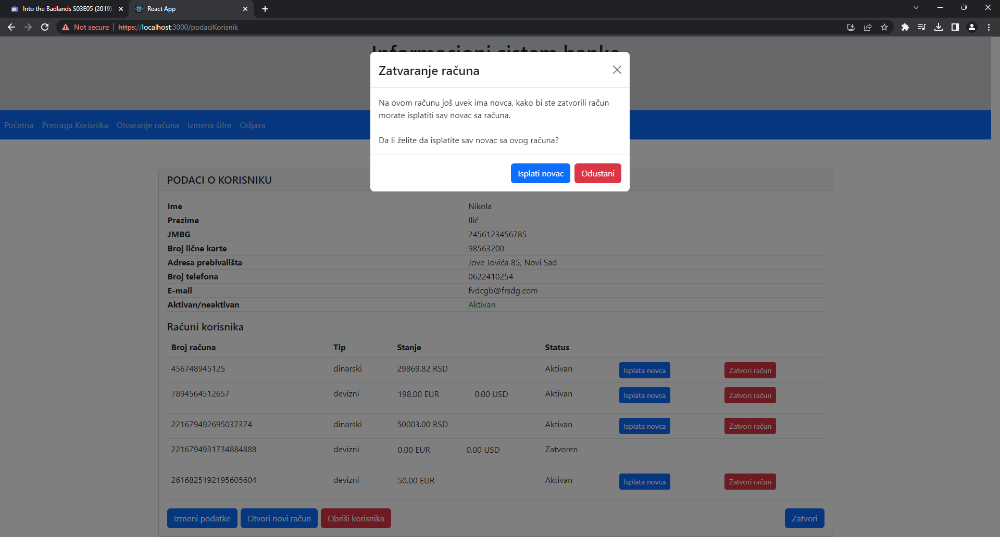 Into the Badlands S03E05 (2019)
React App
Not secure
https://localhost:3000/podaciKorisnik
Informacioni sistem banke
Početna Pretraga Korisnika Otvaranje računa Izmena šifre Odjava
Zatvaranje računa
Na ovom računu još uvek ima novca, kako bi ste zatvorili račun
morate isplatiti sav novac sa računa.
Da li želite da isplatite sav novac sa ovog računa?
Isplati novac Odustani
PODACI O KORISNIKU
Ime Nikola
Prezime Ilić
JMBG 2456123456785
Broj lične karte 98563200
Adresa prebivališta Jove Jovića 85, Novi Sad
Broj telefona 0622410254
E-mail fvdcgb@frsdg.com
Aktivan/neaktivan Aktivan
Računi korisnika
Broj računa Tip Stanje Status
456748945125 dinarski 29869.82 RSD Aktivan Isplata novca Zatvori račun
7894564512657 devizni 198.00 EUR 0.00 USD Aktivan Isplata novca Zatvori račun
221679492695037374 dinarski 50003.00 RSD Aktivan Isplata novca Zatvori račun
2216794931734884888 devizni 0.00 EUR 0.00 USD Zatvoren
2616825192195605604 devizni 50.00 EUR Aktivan Isplata novca Zatvori račun
Izmeni podatke Otvori novi račun Obriši korisnika Zatvori